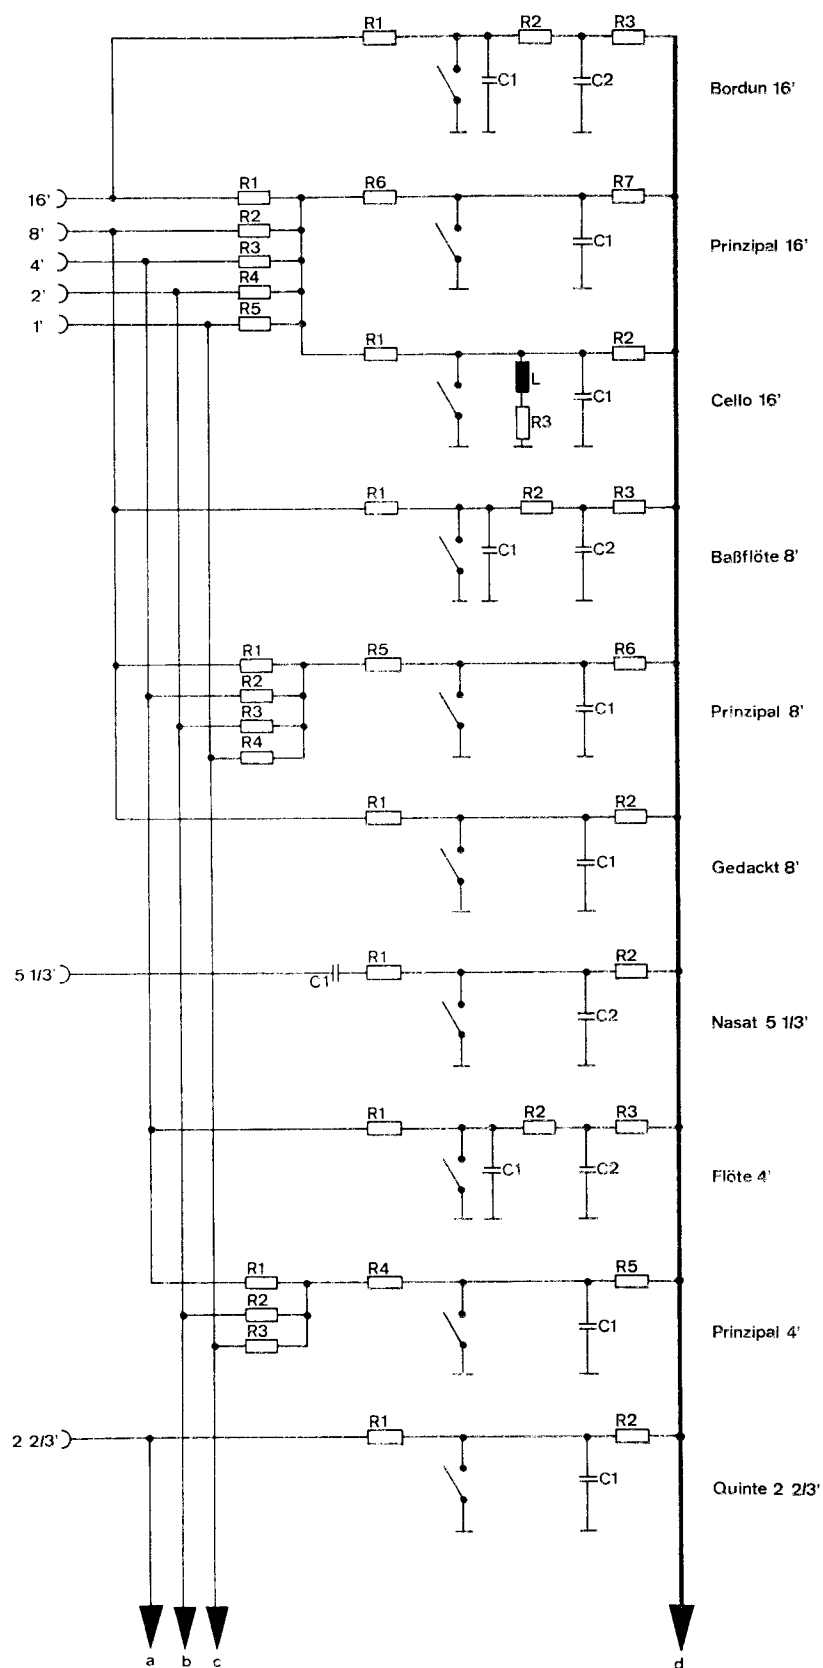 R1 R2 R3
C1 C2
Bordun 16'
16' R1 R6 R7
8' R2
4' R3 C1 Prinzipal 16'
2' R4
1' R5
R1 R2
L C1
R3
Cello 16'
R1 R2 R3
C1 C2
Baßflöte 8'
R1 R5 R6
R2
R3 C1 Prinzipal 8'
R4
R1 R2
C1
Gedackt 8'
5 1/3' C1 R1 R2
C2
Nasat 5 1/3'
R1 R2 R3
C1 C2
Flöte 4'
R1 R4 R5
R2
R3 C1 Prinzipal 4'
2 2/3' R1 R2
C1
Quinte 2 2/3'
a b c d